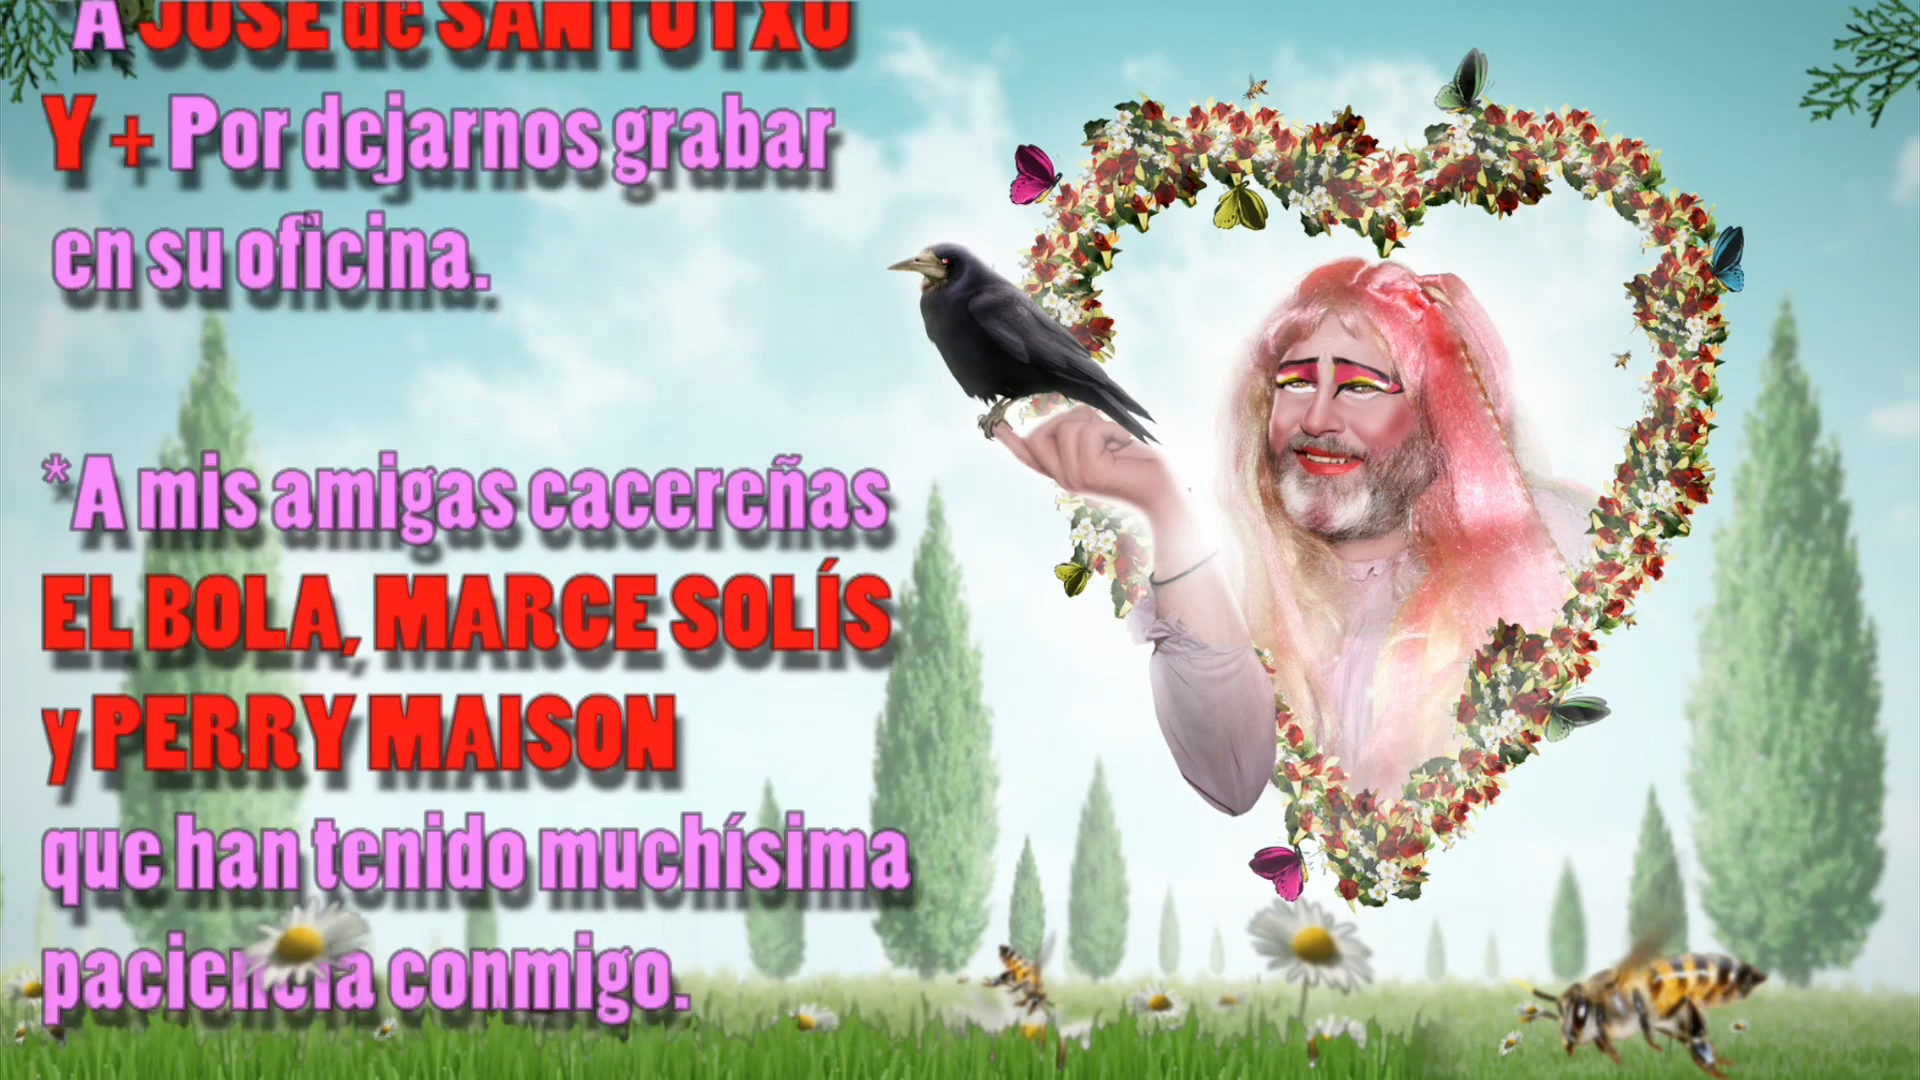 A JOSE de SANTUTXU
Y + Por dejarnos grabar
en su oficina.
*A mis amigas cacereñas
EL BOLA, MARCE SOLÍS
y PERRY MAISON
que han tenido muchísima
paciencia conmigo.